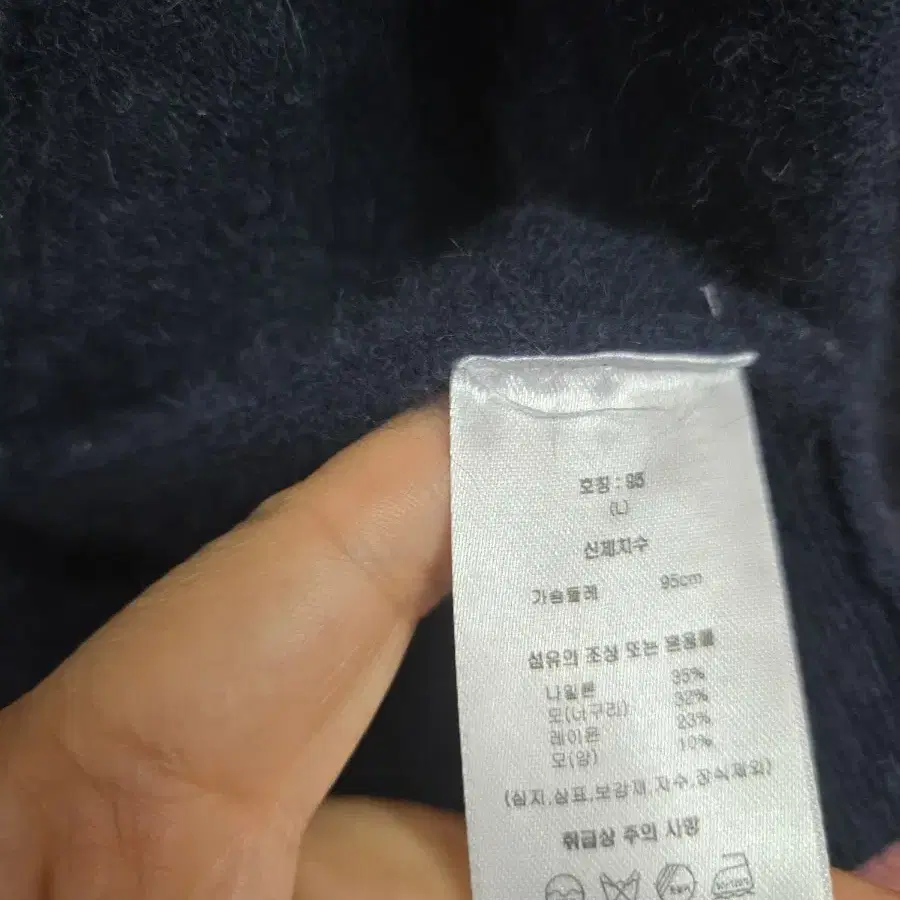 호칭 : 95
(L)
신체치수
가슴둘레 95cm
섬유의 조성 또는 혼용률
나일론 35%
모(너구리) 32%
레이온 23%
모(양) 10%
(심지,상표,보강재,자수,장식제외)
취급상 주의 사항